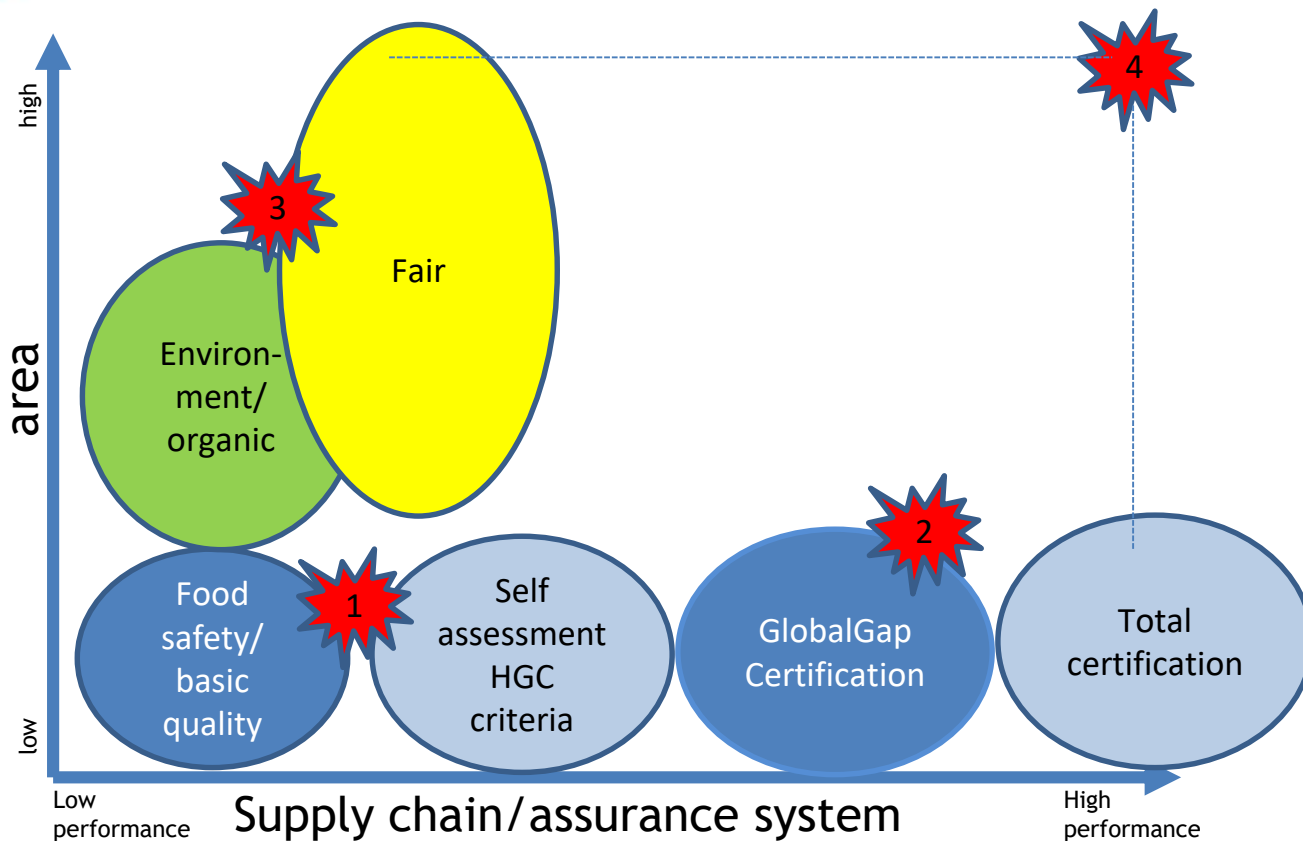 high
4
3
Fair
area
Environ-
ment/
organic
2
1
Food
safety/
basic
quality
Self
assessment
HGC
criteria
GlobalGap
Certification
Total
certification
low
Low
performance
Supply chain/assurance system
High
performance